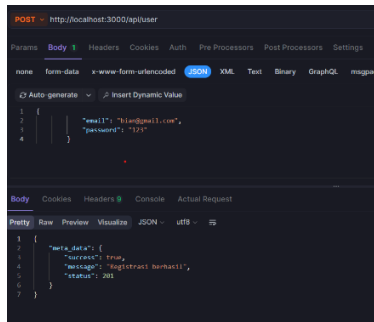 POST http://localhost:3000/api/user
Params Body 1 Headers Cookies Auth Pre Processors Post Processors Settings
none form-data x-www-form-urlencoded JSON XML Text Binary GraphQL msgpa
Auto-generate Insert Dynamic Value
1 {
2 "email": "bian@gmail.com",
3 "password": "123"
4 }
Body Cookies Headers 9 Console Actual Request
Pretty Raw Preview Visualize JSON utf8
1 {
2 "meta_data": {
3 "success": true,
4 "message": "Registrasi berhasil",
5 "status": 201
6 }
7 }